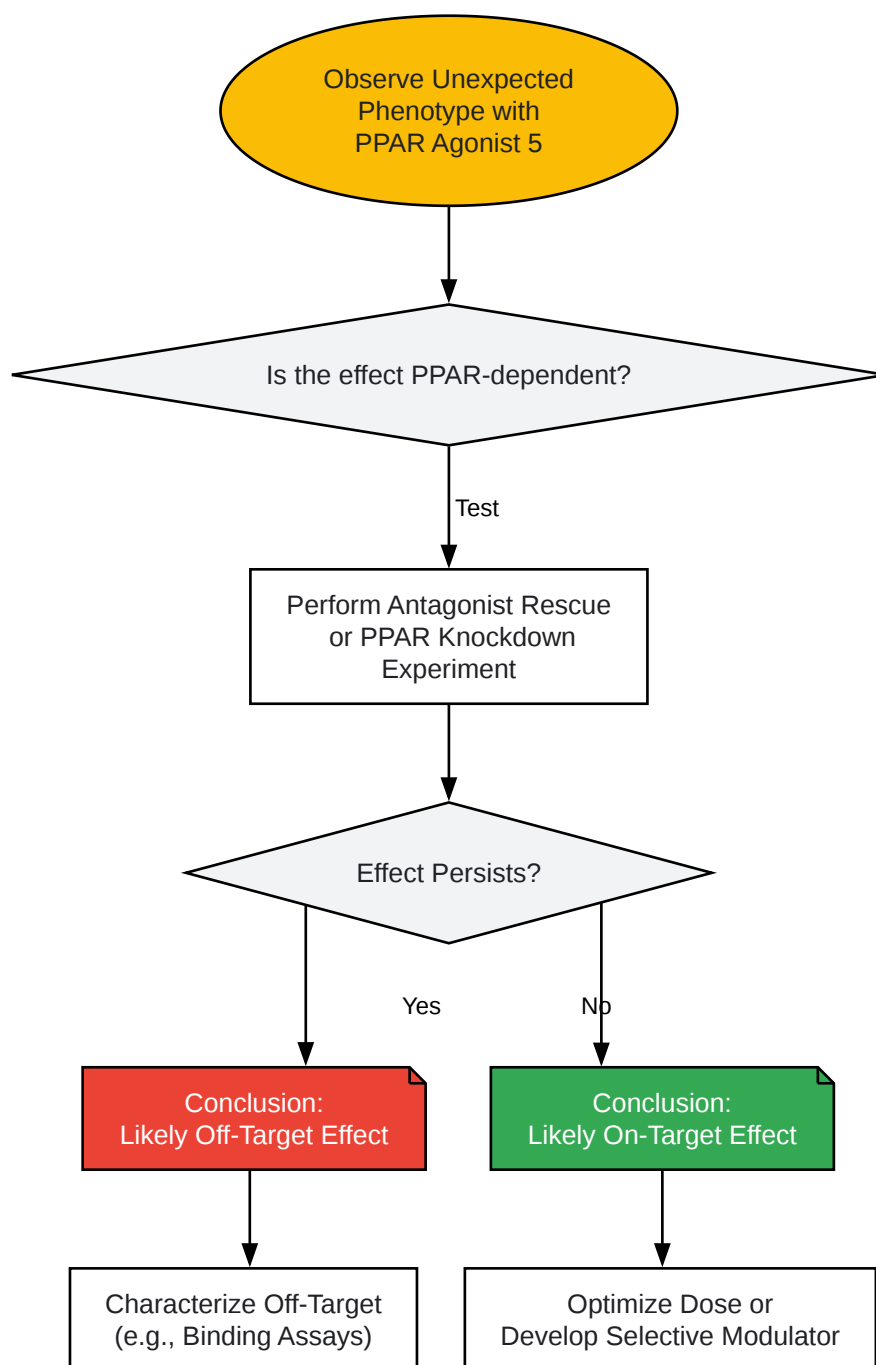 Observe Unexpected
Phenotype with
PPAR Agonist 5
Is the effect PPAR-dependent?
Test
Perform Antagonist Rescue
or PPAR Knockdown
Experiment
Effect Persists?
Yes
No
Conclusion:
Likely Off-Target Effect
Conclusion:
Likely On-Target Effect
Characterize Off-Target
(e.g., Binding Assays)
Optimize Dose or
Develop Selective Modulator